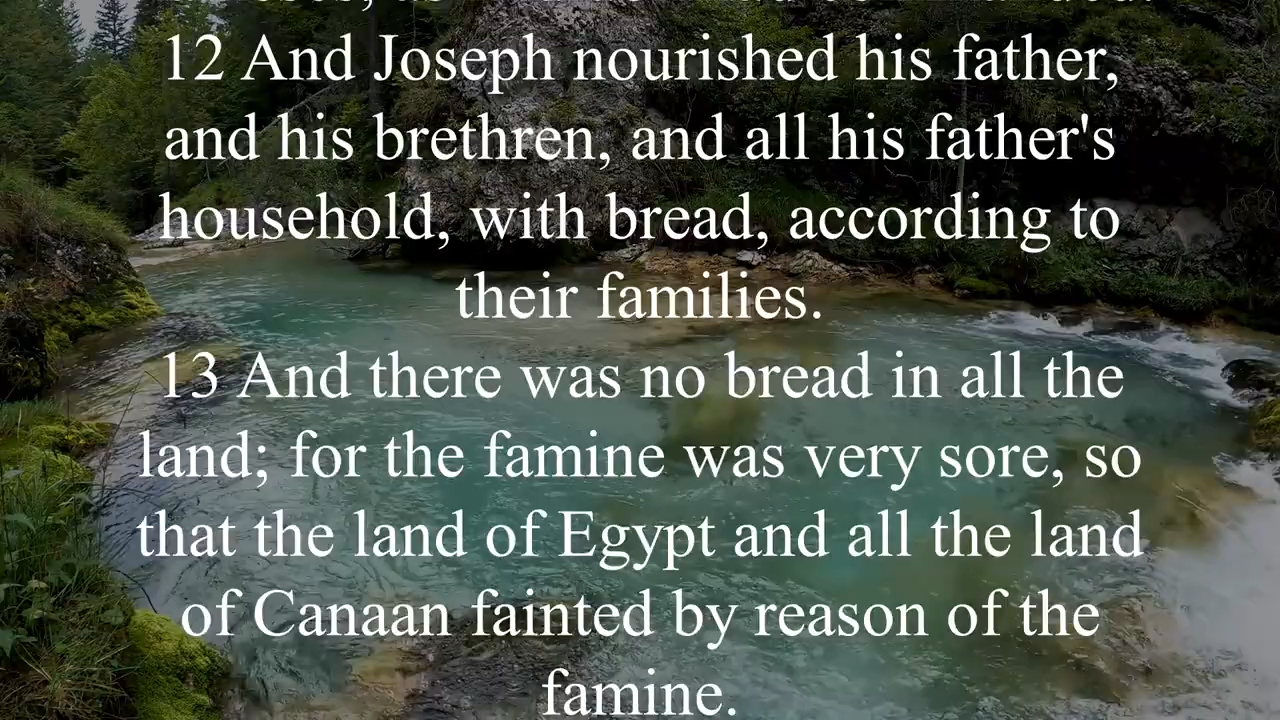 12 And Joseph nourished his father,
and his brethren, and all his father's
household, with bread, according to
their families.
13 And there was no bread in all the
land; for the famine was very sore, so
that the land of Egypt and all the land
of Canaan fainted by reason of the
famine.